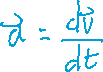 a⃗ = dv⃗/dt